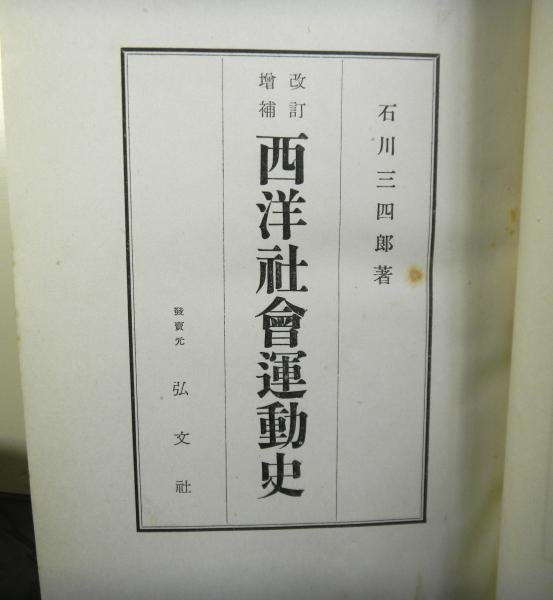 石川三四郎著
改訂
增補
西洋社會運動史
發賣元 弘文社